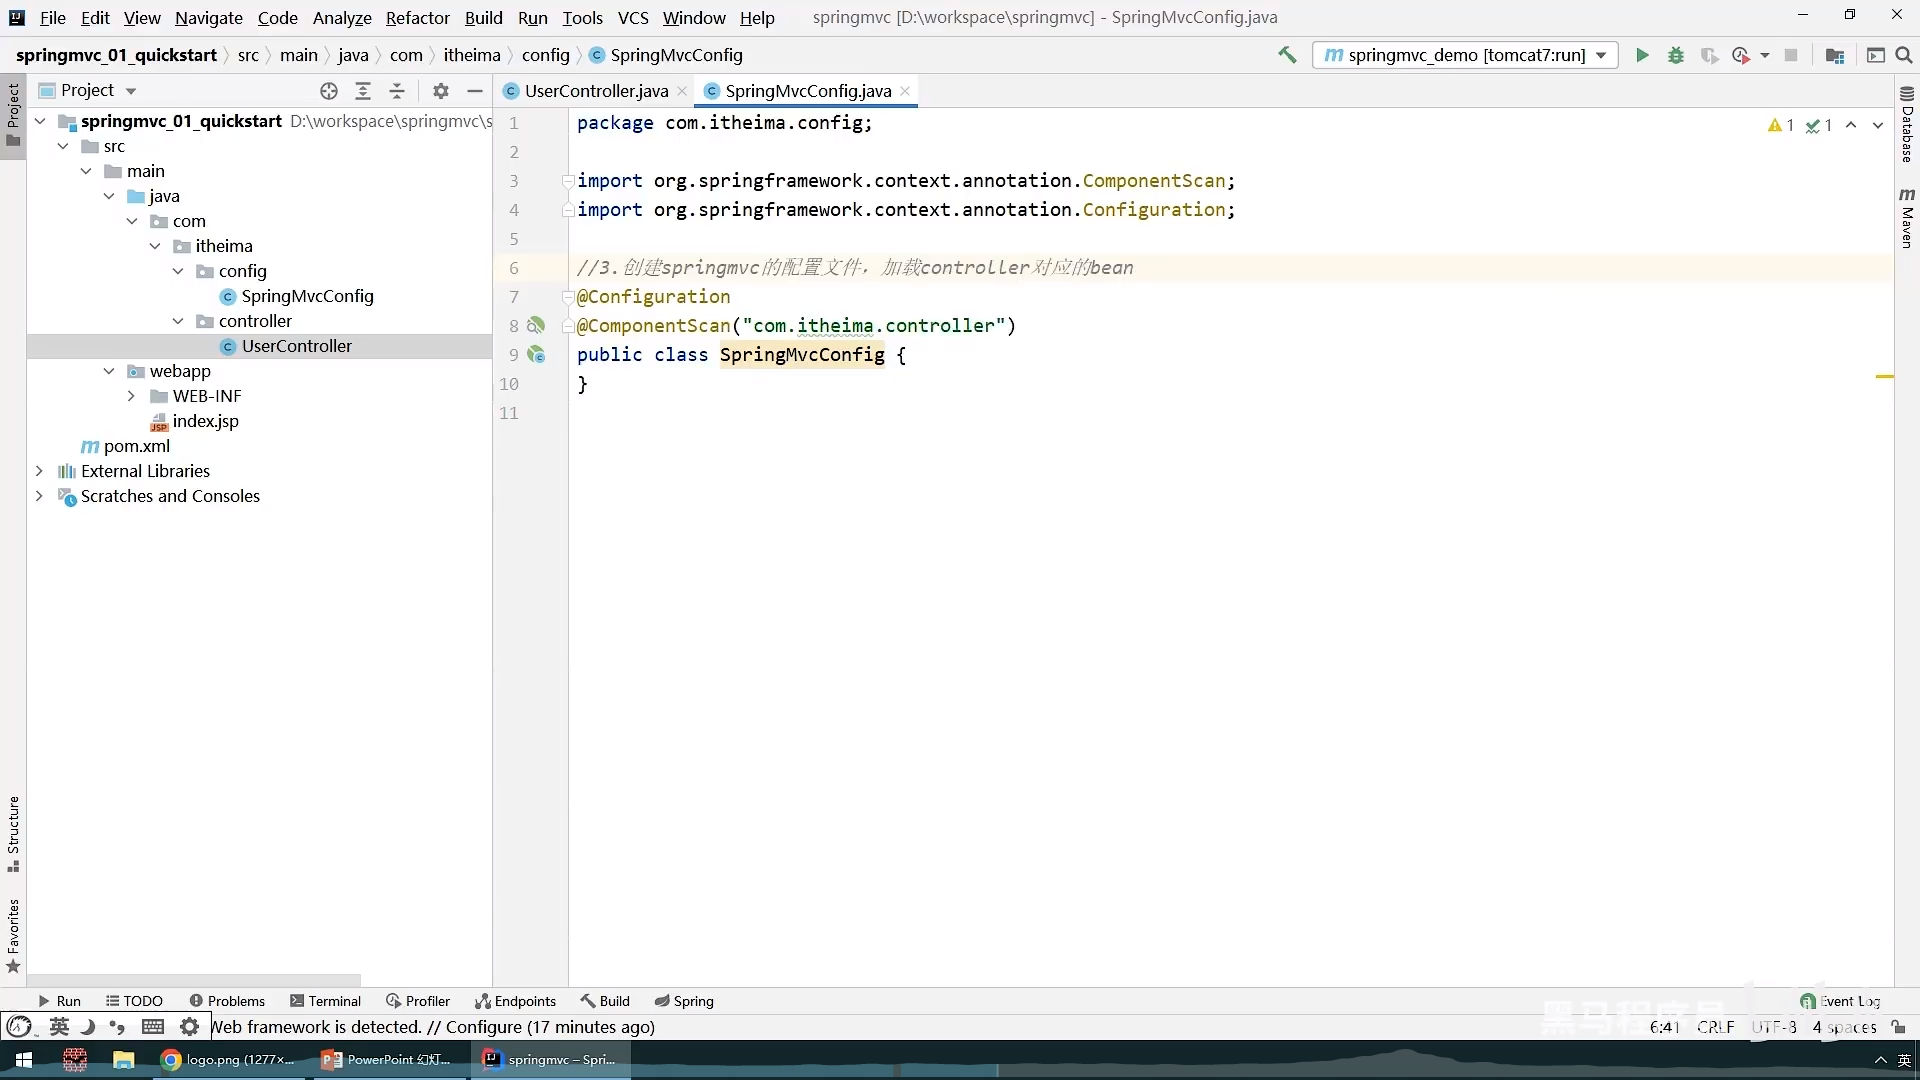 File Edit View Navigate Code Analyze Refactor Build Run Tools VCS Window Help springmvc [D:\workspace\springmvc] - SpringMvcConfig.java
springmvc_01_quickstart src main java com itheima config SpringMvcConfig springmvc_demo [tomcat7:run]
Project
UserController.java SpringMvcConfig.java
springmvc_01_quickstart D:\workspace\springmvc\s
src
main
java
com
itheima
config
SpringMvcConfig
controller
UserController
webapp
WEB-INF
index.jsp
pom.xml
External Libraries
Scratches and Consoles
1 package com.itheima.config;
2
3 import org.springframework.context.annotation.ComponentScan;
4 import org.springframework.context.annotation.Configuration;
5
6 //3.创建springmvc的配置文件，加载controller对应的bean
7 @Configuration
8 @ComponentScan("com.itheima.controller")
9 public class SpringMvcConfig {
10 }
11
1 1
Project
Structure
Favorites
Database
Maven
Run TODO Problems Terminal Profiler Endpoints Build Spring Event Log
英 Web framework is detected. // Configure (17 minutes ago) 6:41 CRLF UTF-8 4 spaces
黑马程序员
logo.png (1277×... PowerPoint 幻灯... springmvc – Spri... 英